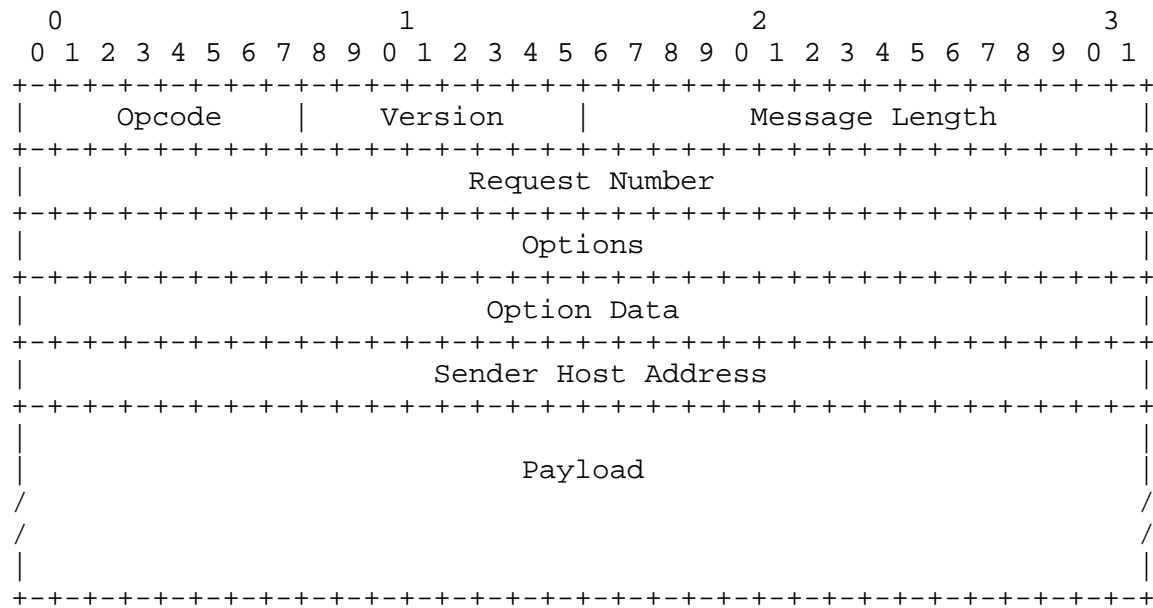 0                   1                   2                   3
 0 1 2 3 4 5 6 7 8 9 0 1 2 3 4 5 6 7 8 9 0 1 2 3 4 5 6 7 8 9 0 1
+-+-+-+-+-+-+-+-+-+-+-+-+-+-+-+-+-+-+-+-+-+-+-+-+-+-+-+-+-+-+-+-+
|     Opcode    |    Version    |         Message Length        |
+-+-+-+-+-+-+-+-+-+-+-+-+-+-+-+-+-+-+-+-+-+-+-+-+-+-+-+-+-+-+-+-+
|                         Request Number                        |
+-+-+-+-+-+-+-+-+-+-+-+-+-+-+-+-+-+-+-+-+-+-+-+-+-+-+-+-+-+-+-+-+
|                            Options                            |
+-+-+-+-+-+-+-+-+-+-+-+-+-+-+-+-+-+-+-+-+-+-+-+-+-+-+-+-+-+-+-+-+
|                          Option Data                          |
+-+-+-+-+-+-+-+-+-+-+-+-+-+-+-+-+-+-+-+-+-+-+-+-+-+-+-+-+-+-+-+-+
|                       Sender Host Address                     |
+-+-+-+-+-+-+-+-+-+-+-+-+-+-+-+-+-+-+-+-+-+-+-+-+-+-+-+-+-+-+-+-+
|                                                               |
|                            Payload                            |
/                                                               /
/                                                               /
|                                                               |
+-+-+-+-+-+-+-+-+-+-+-+-+-+-+-+-+-+-+-+-+-+-+-+-+-+-+-+-+-+-+-+-+